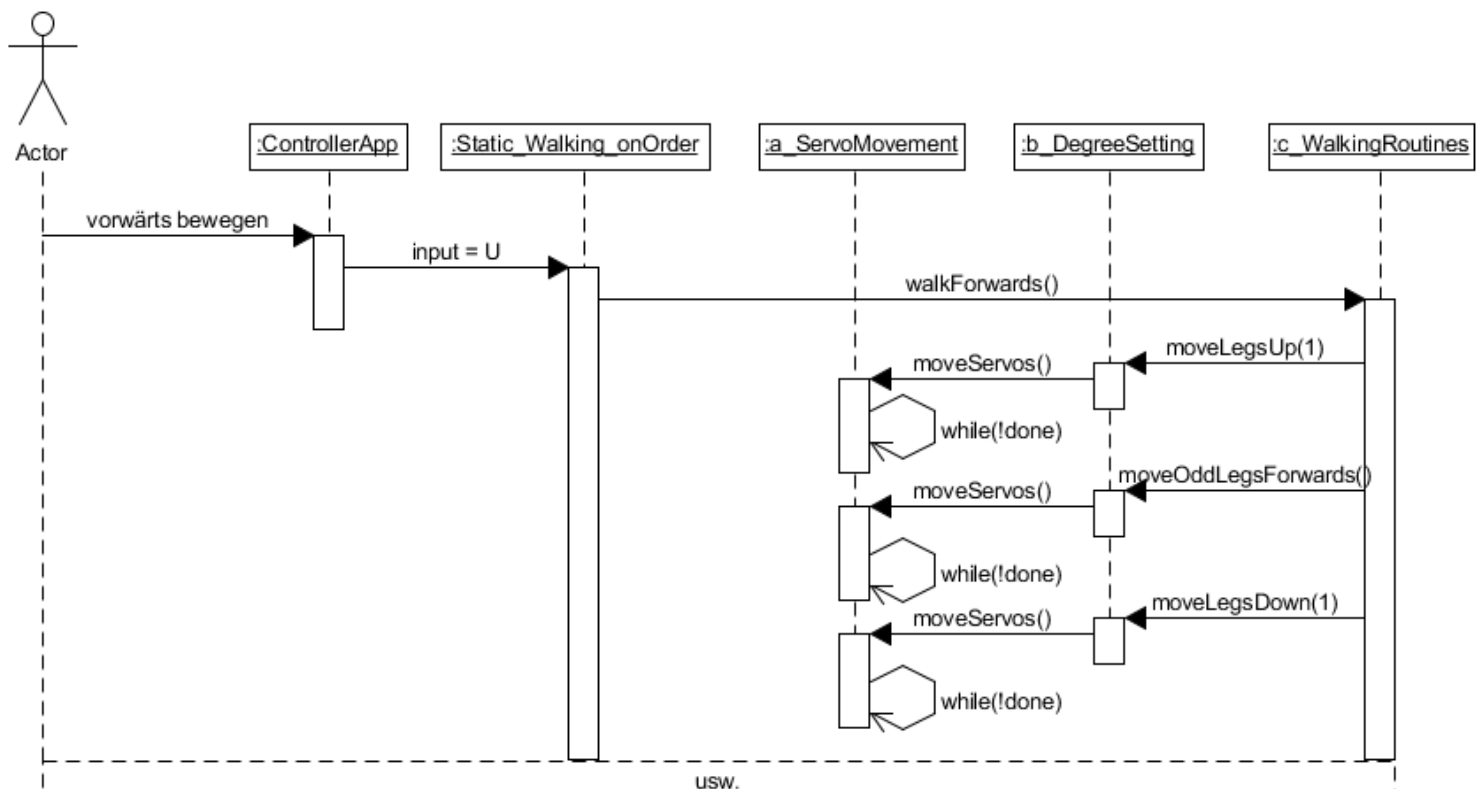 Actor
:ControllerApp
:Static_Walking_onOrder
:a_ServoMovement
:b_DegreeSetting
:c_WalkingRoutines
vorwärts bewegen
input = U
walkForwards()
moveLegsUp(1)
moveServos()
while(!done)
moveOddLegsForwards()
moveServos()
while(!done)
moveLegsDown(1)
moveServos()
while(!done)
usw.